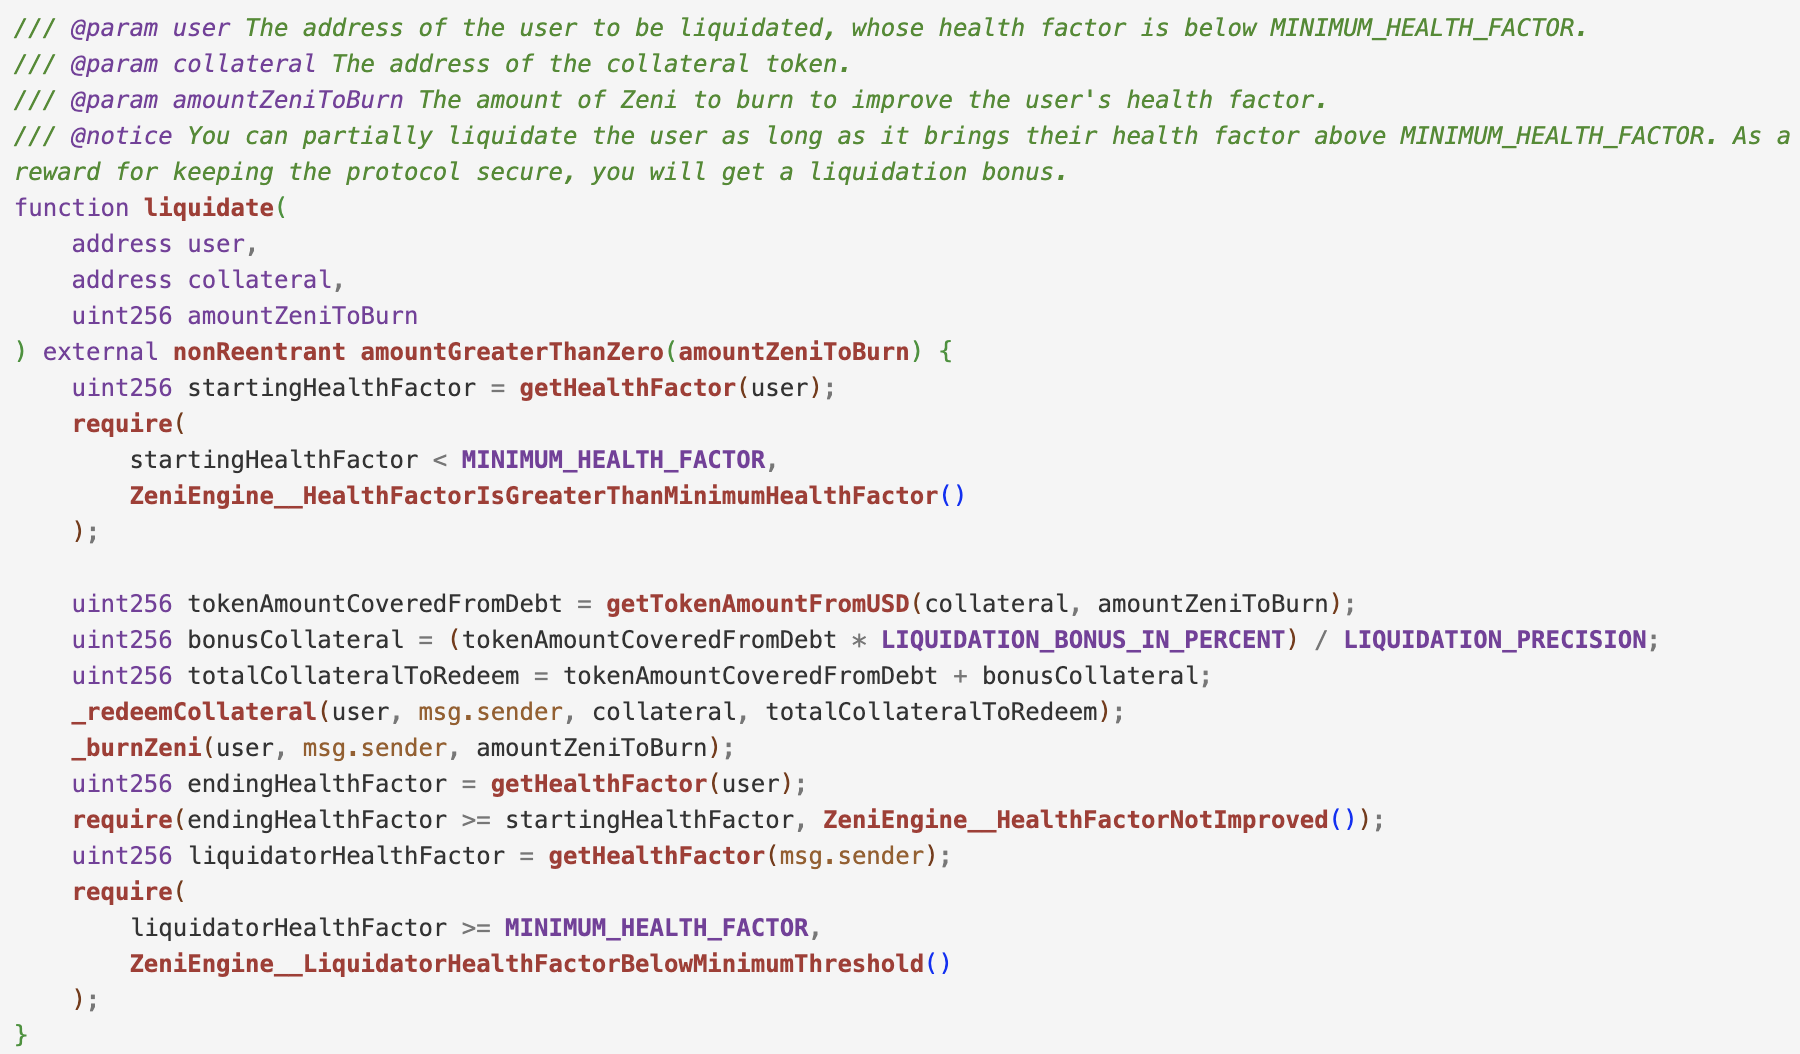 /// @param user The address of the user to be liquidated, whose health factor is below MINIMUM_HEALTH_FACTOR.
/// @param collateral The address of the collateral token.
/// @param amountZeniToBurn The amount of Zeni to burn to improve the user's health factor.
/// @notice You can partially liquidate the user as long as it brings their health factor above MINIMUM_HEALTH_FACTOR. As a
reward for keeping the protocol secure, you will get a liquidation bonus.
function liquidate(
    address user,
    address collateral,
    uint256 amountZeniToBurn
) external nonReentrant amountGreaterThanZero(amountZeniToBurn) {
    uint256 startingHealthFactor = getHealthFactor(user);
    require(
        startingHealthFactor < MINIMUM_HEALTH_FACTOR,
        ZeniEngine__HealthFactorIsGreaterThanMinimumHealthFactor()
    );

    uint256 tokenAmountCoveredFromDebt = getTokenAmountFromUSD(collateral, amountZeniToBurn);
    uint256 bonusCollateral = (tokenAmountCoveredFromDebt * LIQUIDATION_BONUS_IN_PERCENT) / LIQUIDATION_PRECISION;
    uint256 totalCollateralToRedeem = tokenAmountCoveredFromDebt + bonusCollateral;
    _redeemCollateral(user, msg.sender, collateral, totalCollateralToRedeem);
    _burnZeni(user, msg.sender, amountZeniToBurn);
    uint256 endingHealthFactor = getHealthFactor(user);
    require(endingHealthFactor >= startingHealthFactor, ZeniEngine__HealthFactorNotImproved());
    uint256 liquidatorHealthFactor = getHealthFactor(msg.sender);
    require(
        liquidatorHealthFactor >= MINIMUM_HEALTH_FACTOR,
        ZeniEngine__LiquidatorHealthFactorBelowMinimumThreshold()
    );
}